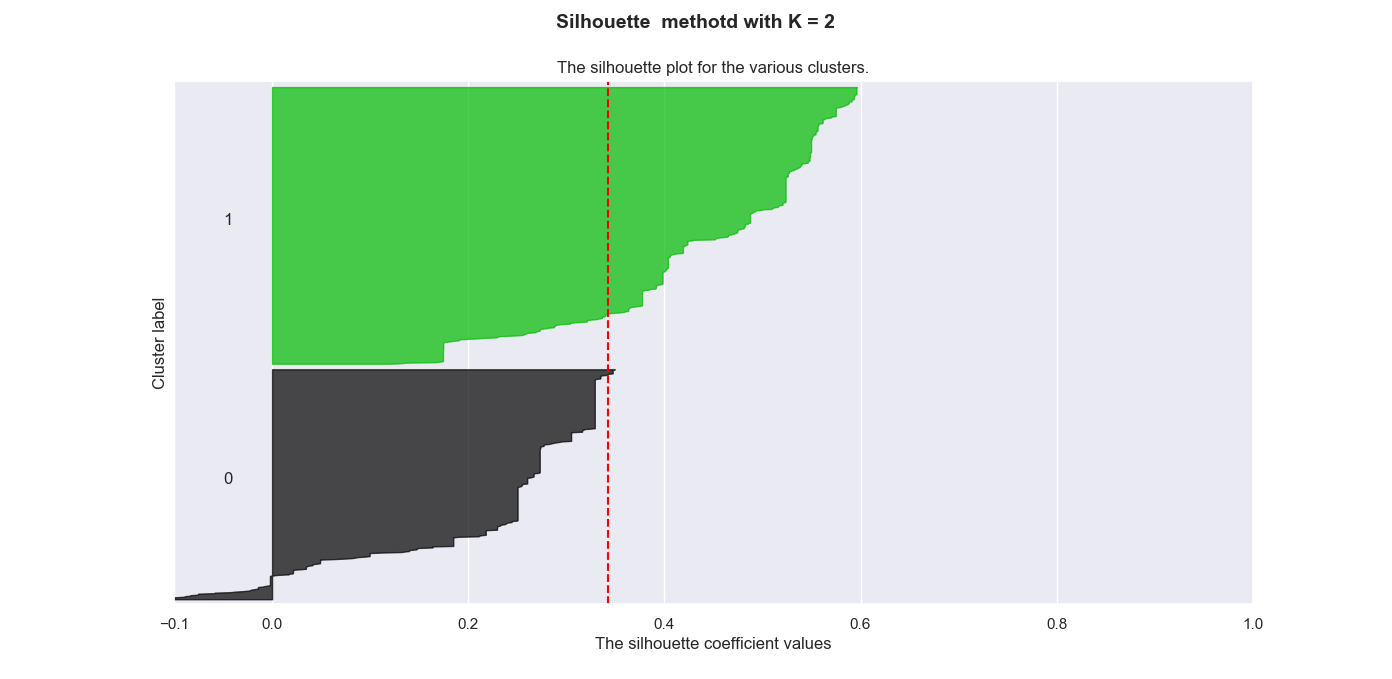 Silhouette  methotd with K = 2
The silhouette plot for the various clusters.
1
0
Cluster label
−0.1 0.0 0.2 0.4 0.6 0.8 1.0
The silhouette coefficient values